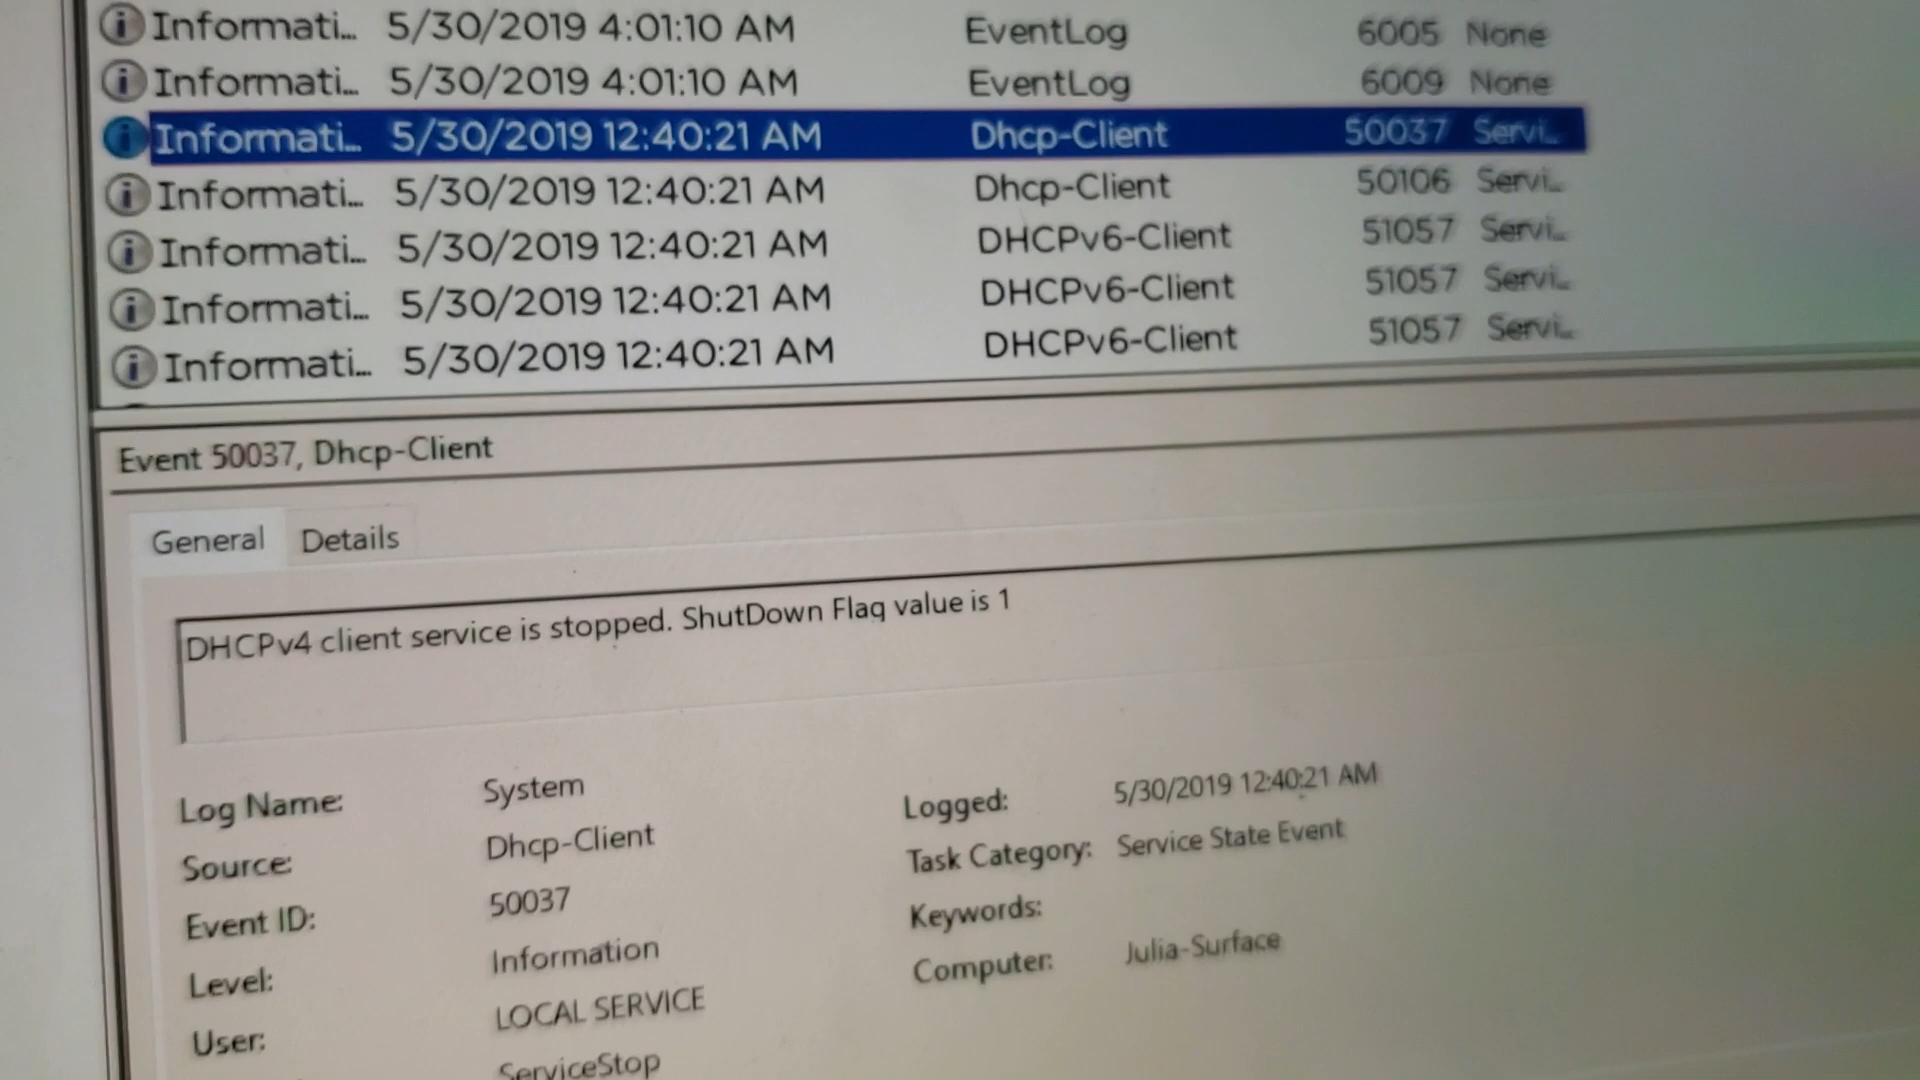 Informati... 5/30/2019 4:01:10 AM EventLog 6005 None
Informati... 5/30/2019 4:01:10 AM EventLog 6009 None
Informati... 5/30/2019 12:40:21 AM Dhcp-Client 50037 Servi...
Informati... 5/30/2019 12:40:21 AM Dhcp-Client 50106 Servi...
Informati... 5/30/2019 12:40:21 AM DHCPv6-Client 51057 Servi...
Informati... 5/30/2019 12:40:21 AM DHCPv6-Client 51057 Servi...
Informati... 5/30/2019 12:40:21 AM DHCPv6-Client 51057 Servi...
Event 50037, Dhcp-Client
General Details
DHCPv4 client service is stopped. ShutDown Flag value is 1
Log Name: System
Source: Dhcp-Client Logged: 5/30/2019 12:40:21 AM
Event ID: 50037 Task Category: Service State Event
Level: Information Keywords:
User: LOCAL SERVICE Computer: Julia-Surface
ServiceStop